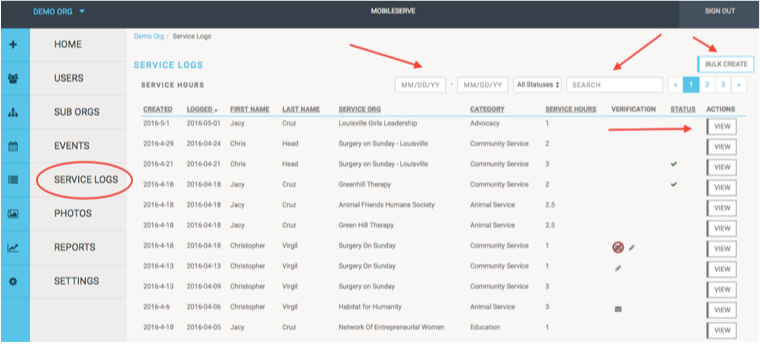 DEMO ORG MOBILESERVE SIGN OUT
Demo Org / Service Logs
HOME
SERVICE LOGS BULK CREATE
USERS
SERVICE HOURS MM/DD/YY - MM/DD/YY All Statuses SEARCH « 1 2 3 »
SUB ORGS
EVENTS
SERVICE LOGS
PHOTOS
REPORTS
SETTINGS
CREATED LOGGED FIRST NAME LAST NAME SERVICE ORG CATEGORY SERVICE HOURS VERIFICATION STATUS ACTIONS
2016-5-1 2016-05-01 Jacy Cruz Louisville Girls Leadership Advocacy 1 VIEW
2016-4-29 2016-04-24 Chris Head Surgery on Sunday - Louisville Community Service 2 VIEW
2016-4-21 2016-04-21 Chris Head Surgery on Sunday - Louisville Community Service 3 VIEW
2016-4-18 2016-04-18 Jacy Cruz Greenhill Therapy Community Service 2 VIEW
2016-4-18 2016-04-18 Jacy Cruz Animal Friends Humane Society Animal Service 2.5 VIEW
2016-4-18 2016-04-18 Jacy Cruz Green Hill Therapy Animal Service 2.5 VIEW
2016-4-18 2016-04-18 Christopher Virgil Surgery On Sunday Community Service 1 VIEW
2016-4-13 2016-04-13 Christopher Virgil Surgery On Sunday Community Service 1 VIEW
2016-4-13 2016-04-09 Christopher Virgil Surgery on Sunday Community Service 3 VIEW
2016-4-6 2016-04-06 Christopher Virgil Habitat for Humanity Animal Service 3 VIEW
2016-4-18 2016-04-05 Jacy Cruz Network Of Entrepreneurial Women Education 1 VIEW